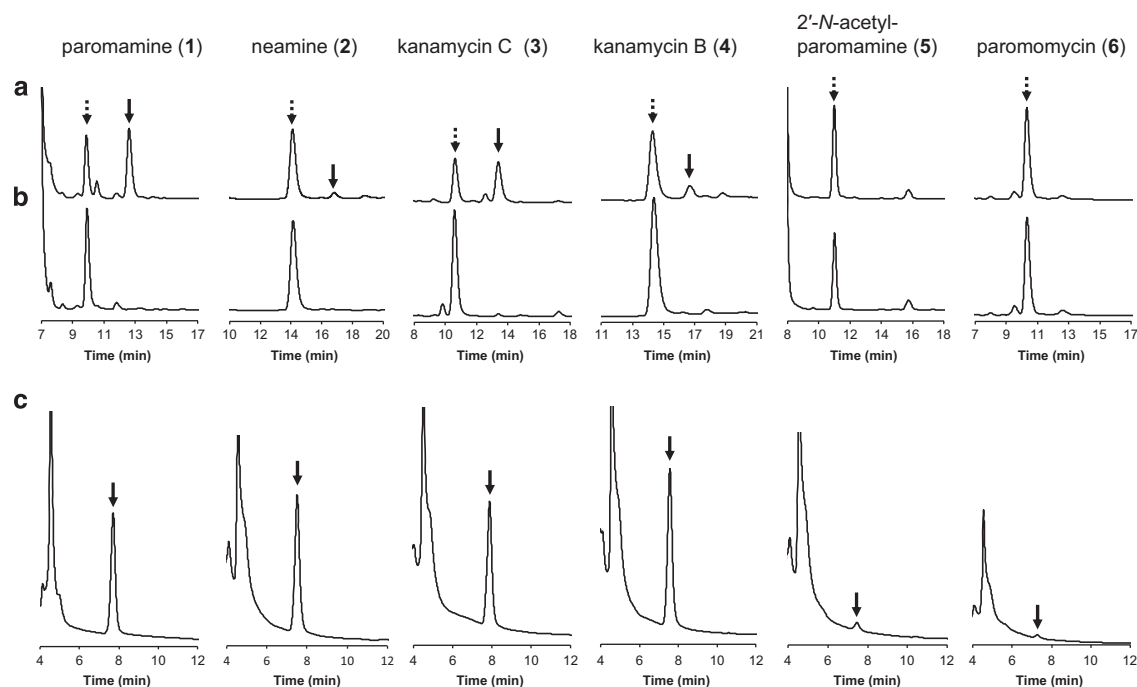 paromamine (1)
neamine (2)
kanamycin C (3)
kanamycin B (4)
2′-N-acetyl-
paromamine (5)
paromomycin (6)
a
b
7 9 11 13 15 17
10 12 14 16 18 20
8 10 12 14 16 18
11 13 15 17 19 21
8 10 12 14 16 18
7 9 11 13 15 17
Time (min)
Time (min)
Time (min)
Time (min)
Time (min)
Time (min)
c
4 6 8 10 12
4 6 8 10 12
4 6 8 10 12
4 6 8 10 12
4 6 8 10 12
4 6 8 10 12
Time (min)
Time (min)
Time (min)
Time (min)
Time (min)
Time (min)